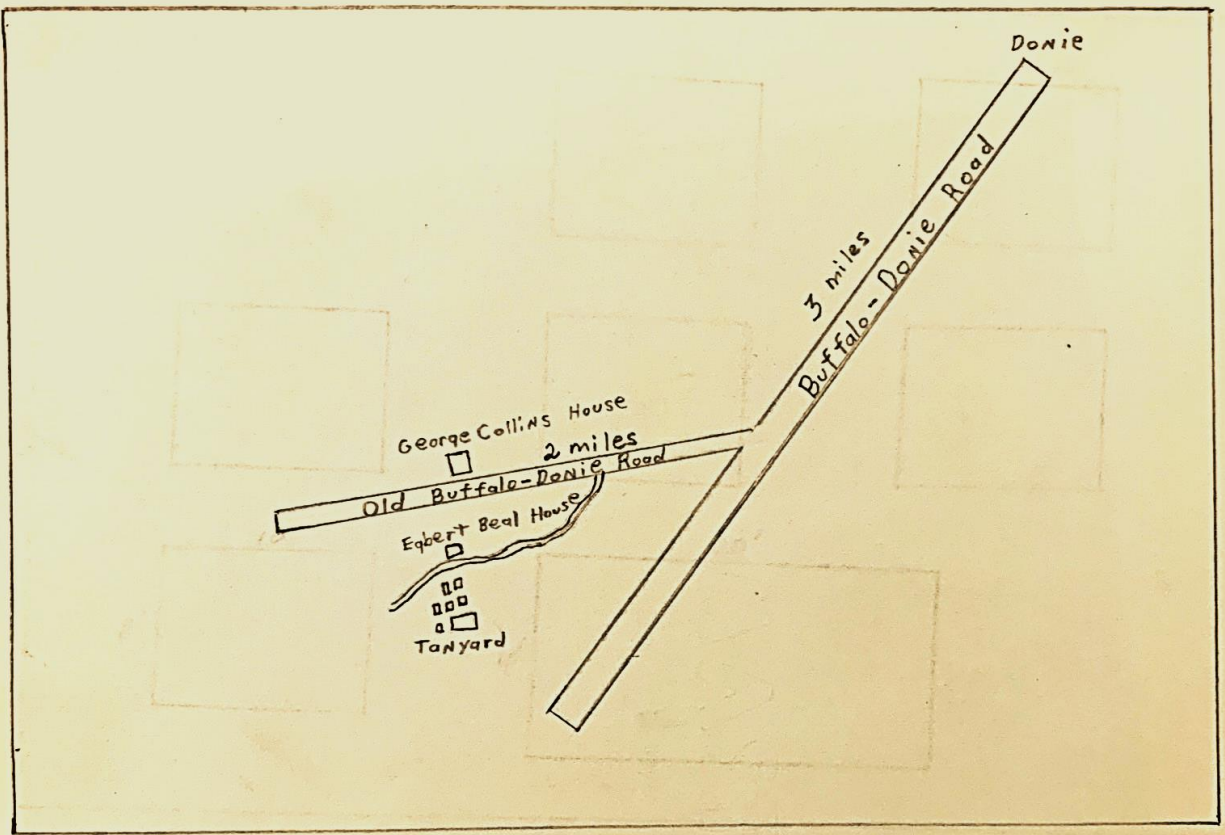 Donie
3 miles
Buffalo-Donie Road
George Collins House
2 miles
Old Buffalo-Donie Road
Egbert Beal House
Tanyard